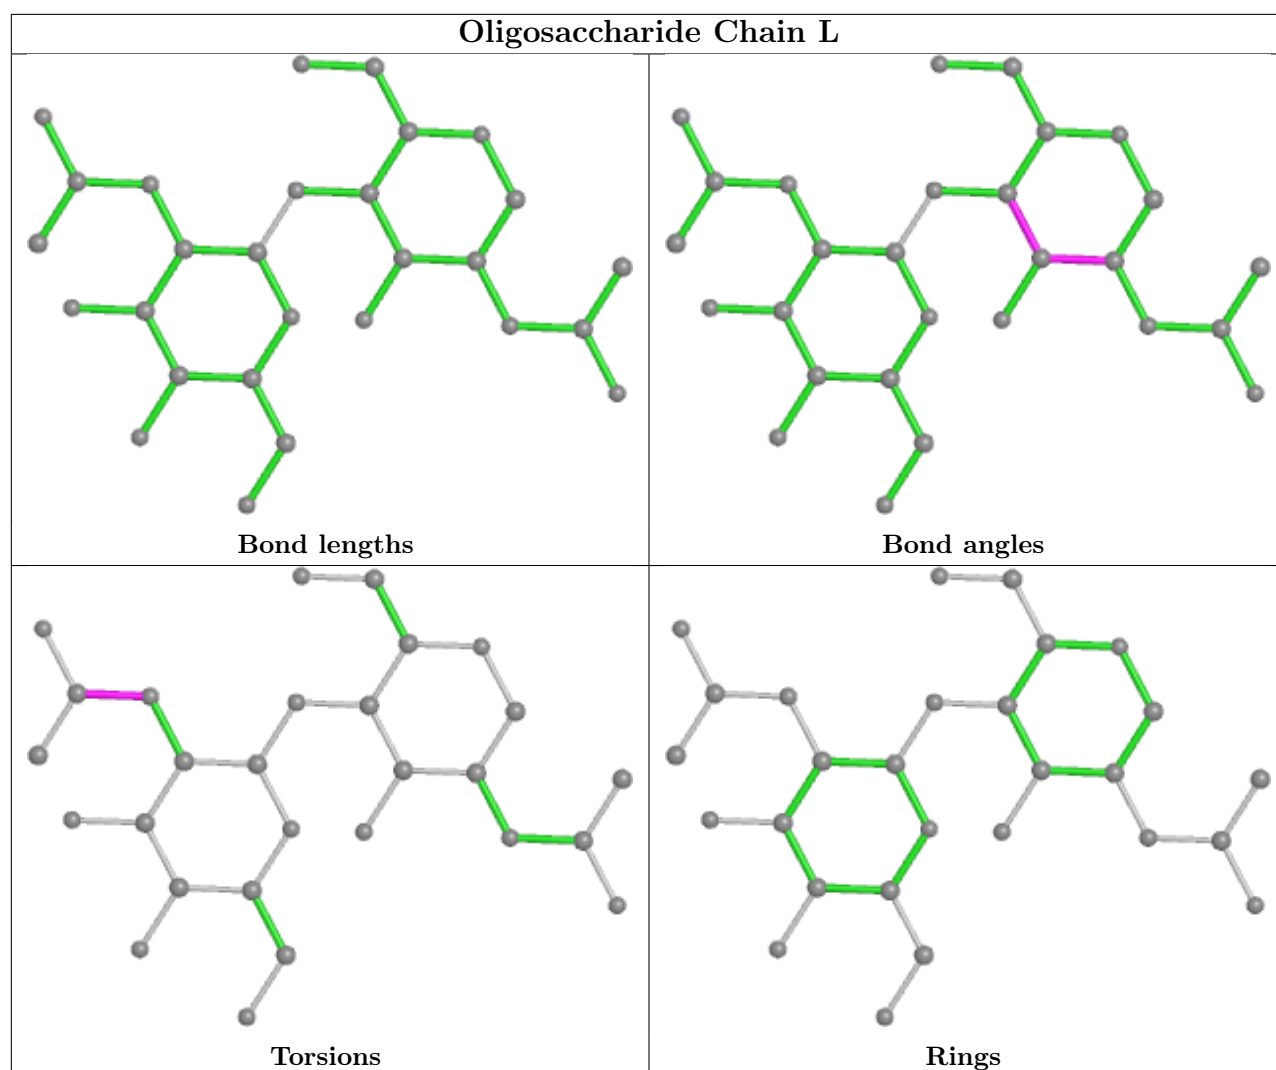 Oligosaccharide Chain L
Bond lengths
Bond angles
Torsions
Rings